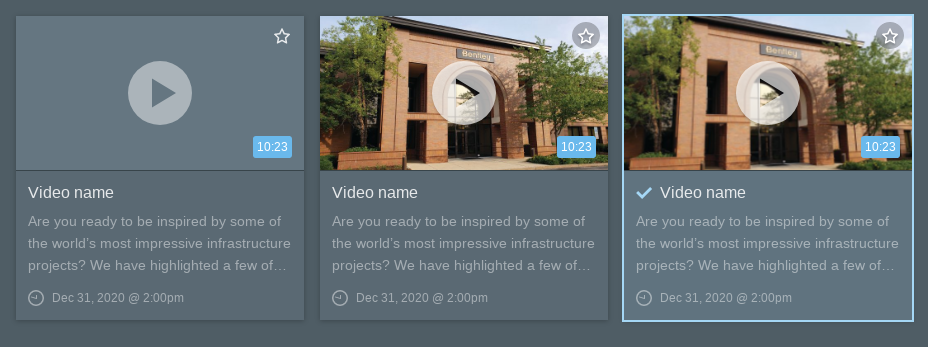 10:23
Video name
Are you ready to be inspired by some of
the world’s most impressive infrastructure
projects? We have highlighted a few of…
Dec 31, 2020 @ 2:00pm
Bentley
10:23
Video name
Are you ready to be inspired by some of
the world’s most impressive infrastructure
projects? We have highlighted a few of…
Dec 31, 2020 @ 2:00pm
Bentley
10:23
Video name
Are you ready to be inspired by some of
the world’s most impressive infrastructure
projects? We have highlighted a few of…
Dec 31, 2020 @ 2:00pm